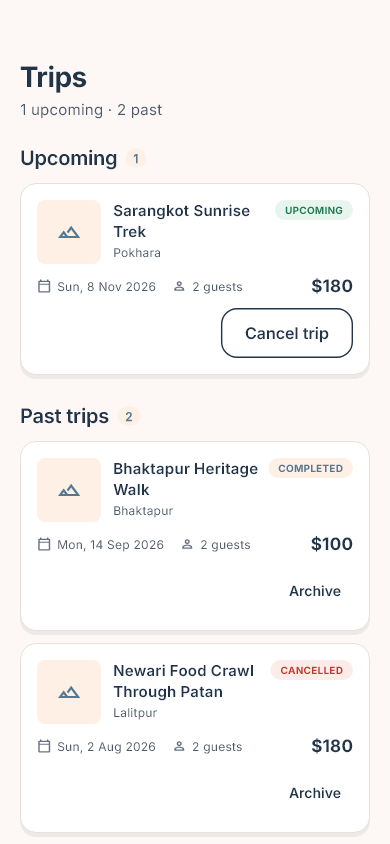 Trips
1 upcoming · 2 past
Upcoming 1
Sarangkot Sunrise
Trek
UPCOMING
Pokhara
Sun, 8 Nov 2026 2 guests $180
Cancel trip
Past trips 2
Bhaktapur Heritage
Walk
COMPLETED
Bhaktapur
Mon, 14 Sep 2026 2 guests $100
Archive
Newari Food Crawl
Through Patan
CANCELLED
Lalitpur
Sun, 2 Aug 2026 2 guests $180
Archive